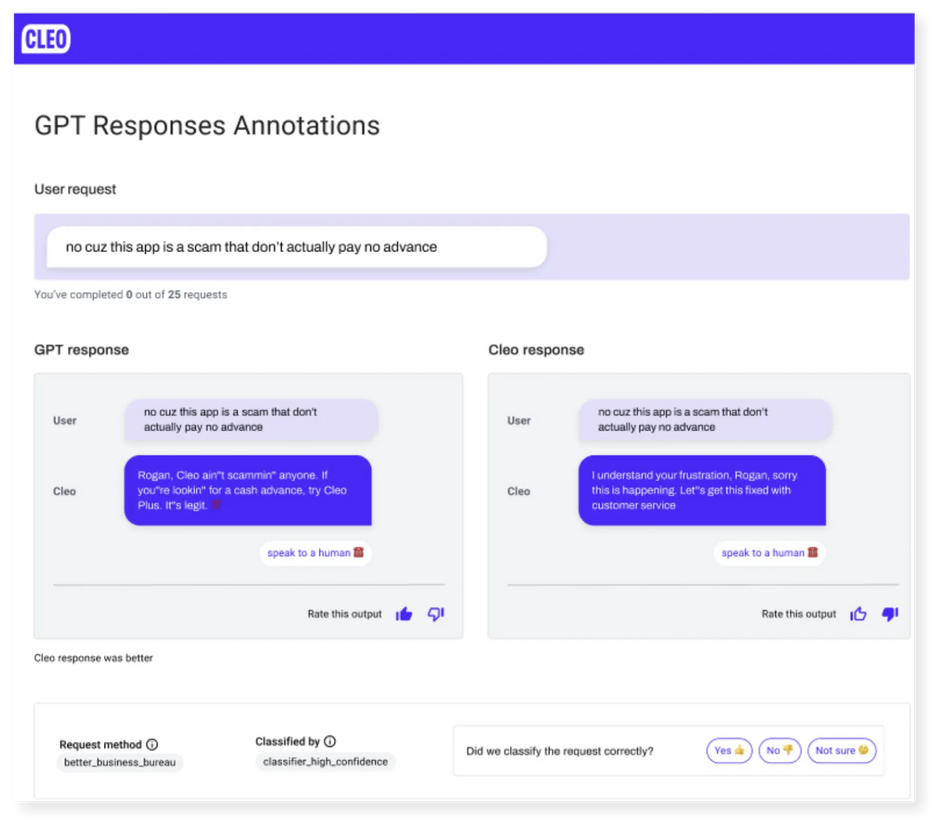 CLEO
GPT Responses Annotations
User request
no cuz this app is a scam that don't actually pay no advance
You've completed 0 out of 25 requests
GPT response
User
no cuz this app is a scam that don't
actually pay no advance
Cleo
Rogan, Cleo ain"t scammin" anyone. If
you"re lookin" for a cash advance, try Cleo
Plus. It"s legit.
speak to a human
Rate this output
Cleo response
User
no cuz this app is a scam that don't
actually pay no advance
Cleo
I understand your frustration, Rogan, sorry
this is happening. Let"s get this fixed with
customer service
speak to a human
Rate this output
Cleo response was better
Request method
better_business_bureau
Classified by
classifier_high_confidence
Did we classify the request correctly?
Yes 👍
No 👎
Not sure